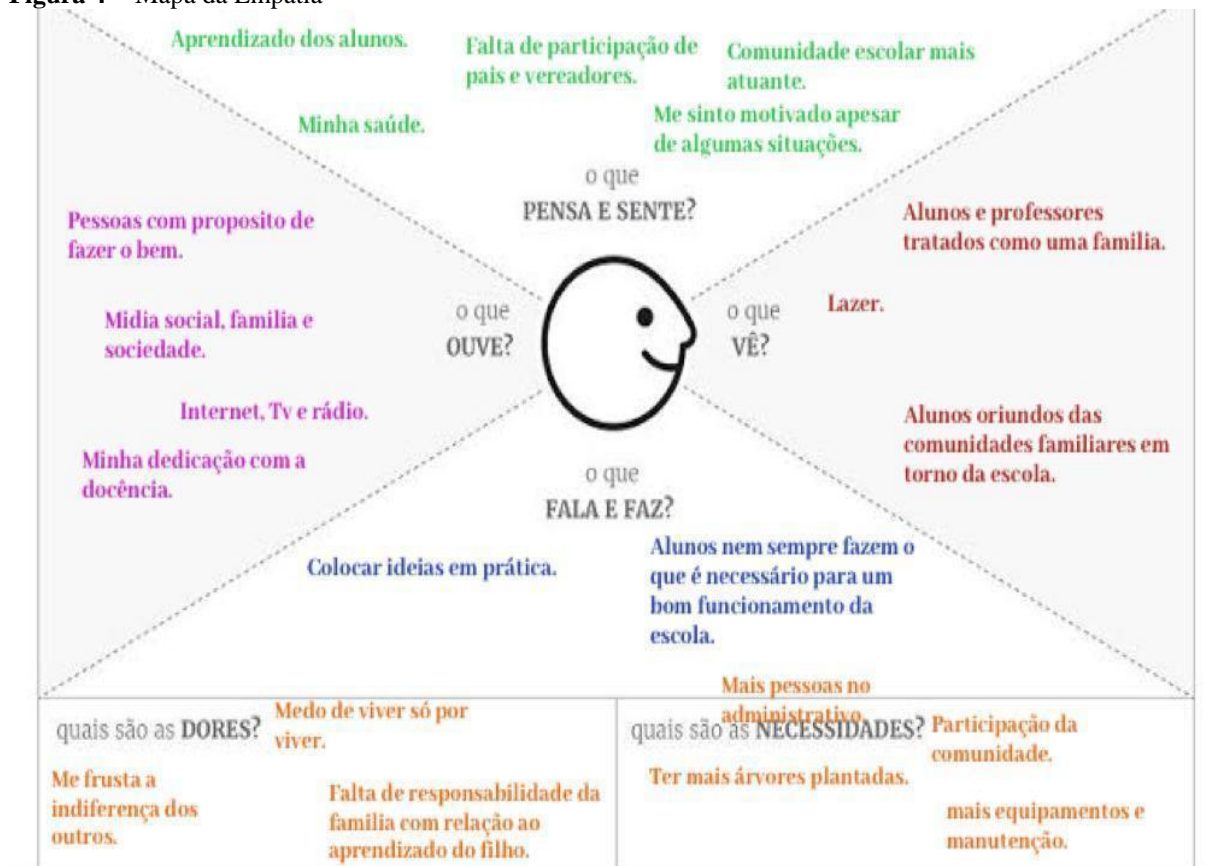 Figura 4 – Mapa da Empatia
Aprendizado dos alunos.
Falta de participação de
pais e vereadores.
Comunidade escolar mais
atuante.
Minha saúde.
Me sinto motivado apesar
de algumas situações.
o que
PENSA E SENTE?
Pessoas com proposito de
fazer o bem.
Midia social, familia e
sociedade.
Internet, Tv e rádio.
Minha dedicação com a
docência.
o que
OUVE?
o que
VÊ?
Alunos e professores
tratados como uma familia.
Lazer.
Alunos oriundos das
comunidades familiares em
torno da escola.
o que
FALA E FAZ?
Colocar ideias em prática.
Alunos nem sempre fazem o
que é necessário para um
bom funcionamento da
escola.
quais são as DORES?
Medo de viver só por
viver.
Me frusta a
indiferença dos
outros.
Falta de responsabilidade da
familia com relação ao
aprendizado do filho.
Mais pessoas no
administrativo.
quais são as NECESSIDADES?
Participação da
comunidade.
Ter mais árvores plantadas.
mais equipamentos e
manutenção.